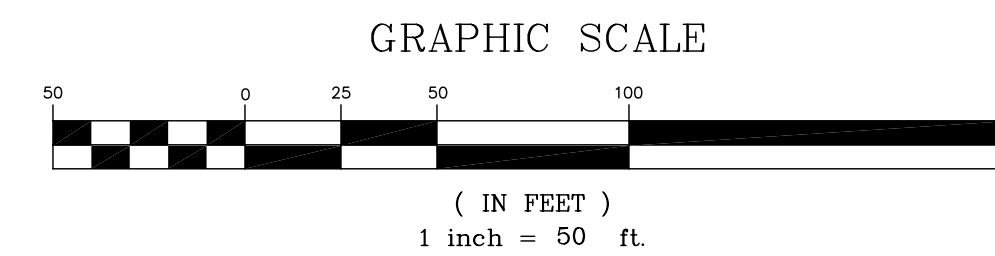 GRAPHIC SCALE
50 0 25 50 100
( IN FEET )
1 inch = 50 ft.